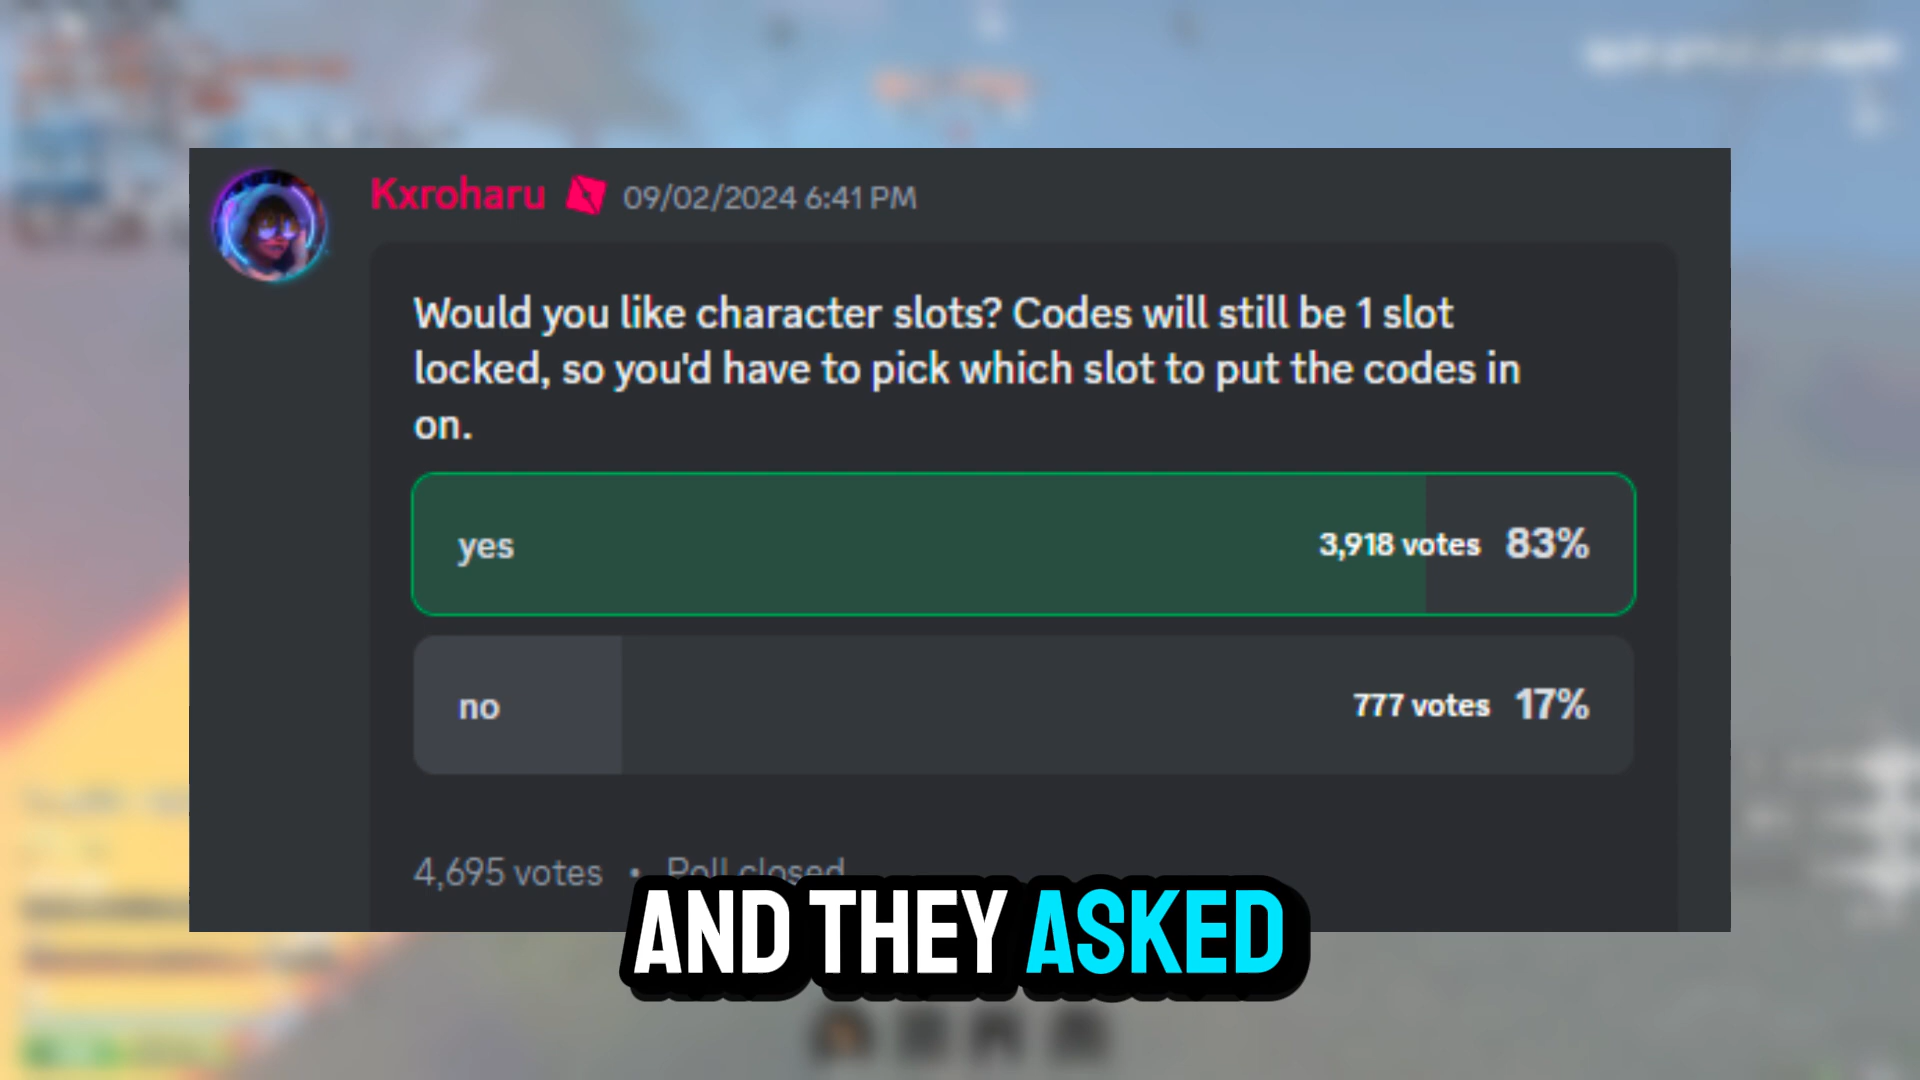 Kxroharu 09/02/2024 6:41 PM
Would you like character slots? Codes will still be 1 slot
locked, so you'd have to pick which slot to put the codes in
on.
yes 3,918 votes 83%
no 777 votes 17%
4,695 votes • Poll closed
AND THEY ASKED